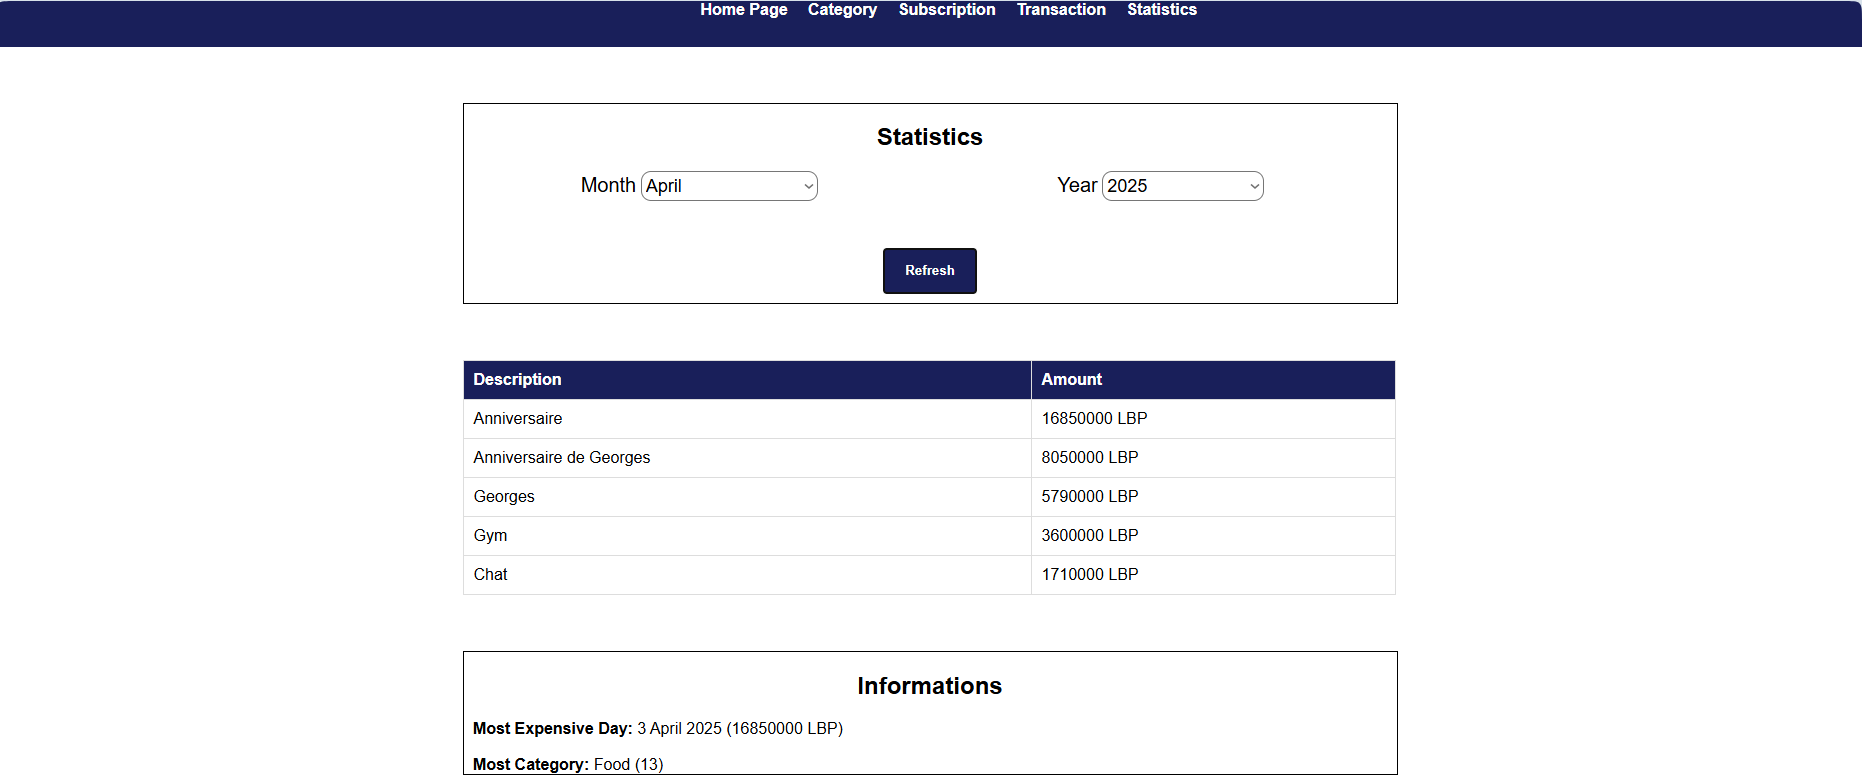 Home Page Category Subscription Transaction Statistics
Statistics
Month April Year 2025
Refresh
Description Amount
Anniversaire 16850000 LBP
Anniversaire de Georges 8050000 LBP
Georges 5790000 LBP
Gym 3600000 LBP
Chat 1710000 LBP
Informations
Most Expensive Day: 3 April 2025 (16850000 LBP)
Most Category: Food (13)